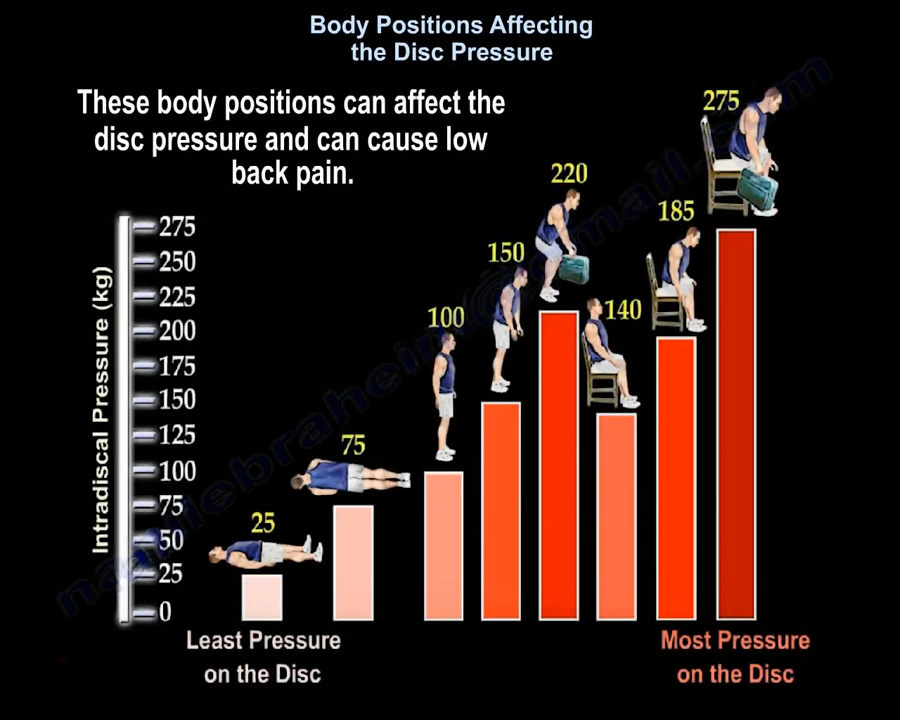 Body Positions Affecting
the Disc Pressure
These body positions can affect the
disc pressure and can cause low
back pain.
Intradiscal Pressure (kg)
275
250
225
200
175
150
125
100
75
50
25
0
25
75
100
150
220
140
185
275
Least Pressure
on the Disc
Most Pressure
on the Disc